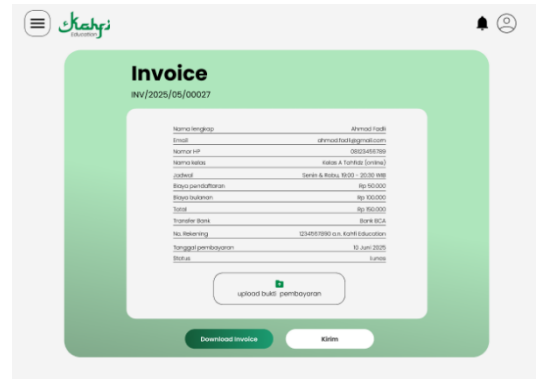 Kahfi
Education
Invoice
INV/2025/05/00027
Nama lengkap Ahmad Fadli
Email ahmad.fadli@gmail.com
Nomor HP 08123456789
Nama kelas Kelas A Tahfidz (online)
Jadwal Senin & Rabu, 19.00 - 20.30 WIB
Biaya pendaftaran Rp 50.000
Biaya bulanan Rp 100.000
Total Rp 150.000
Transfer Bank Bank BCA
No. Rekening 1234567890 a.n. Kahfi Education
Tanggal pembayaran 10 Juni 2025
Status Lunas
upload bukti pembayaran
Download Invoice
Kirim